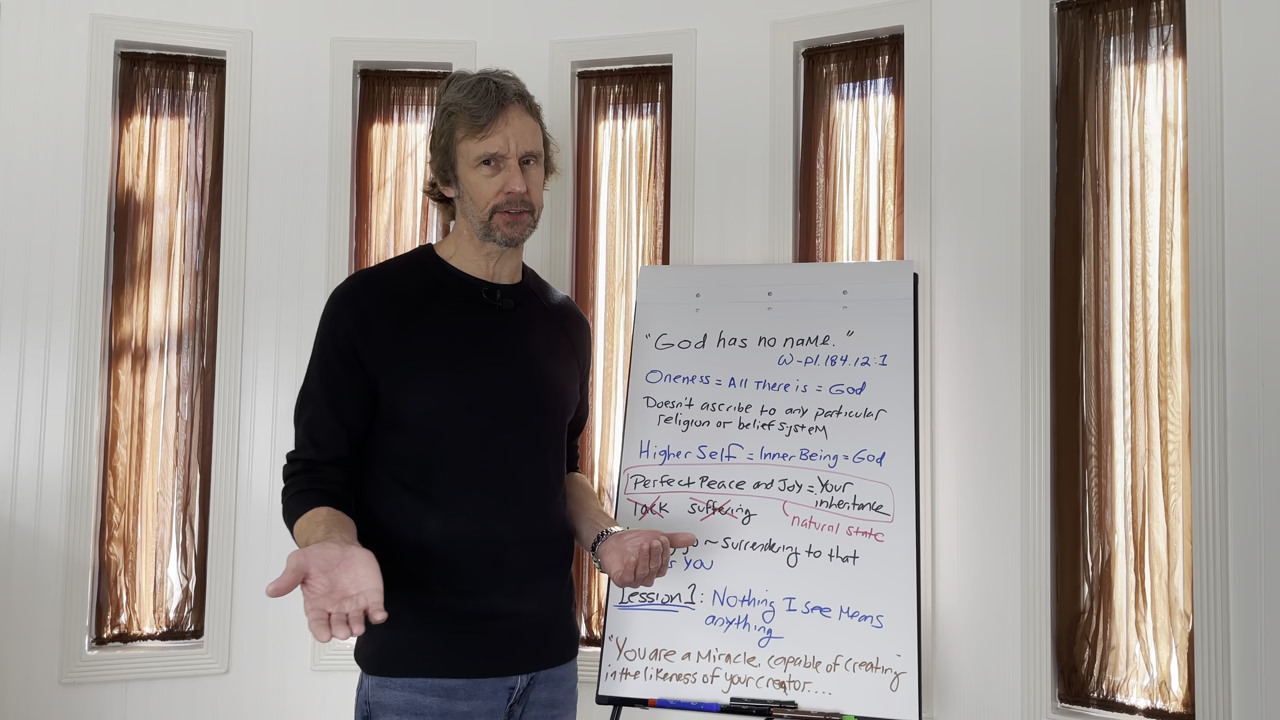 "God has no name."
W-pI.184.12:1
Oneness = All There is = God
Doesn't ascribe to any particular
religion or belief system
Higher Self = Inner Being = God
Perfect Peace and Joy = Your
inheritance
Lack suffering
natural state
~ Surrendering to that
YOU
Lession 1: Nothing I see Means
anything
"You are a Miracle, capable of creating
in the likeness of your creator....